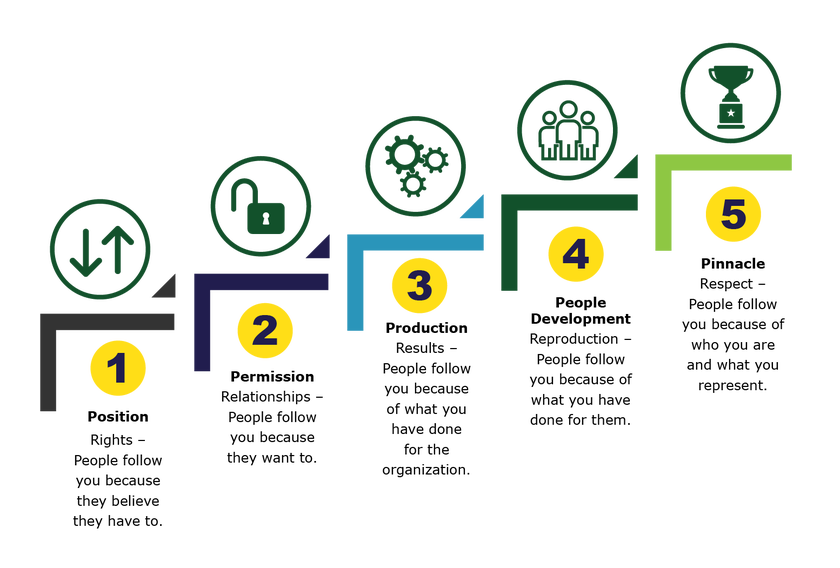 1
Position
Rights –
People follow
you because
they believe
they have to.
2
Permission
Relationships –
People follow
you because
they want to.
3
Production
Results –
People follow
you because
of what you
have done
for the
organization.
4
People
Development
Reproduction –
People follow
you because of
what you have
done for them.
5
Pinnacle
Respect –
People follow
you because of
who you are
and what you
represent.